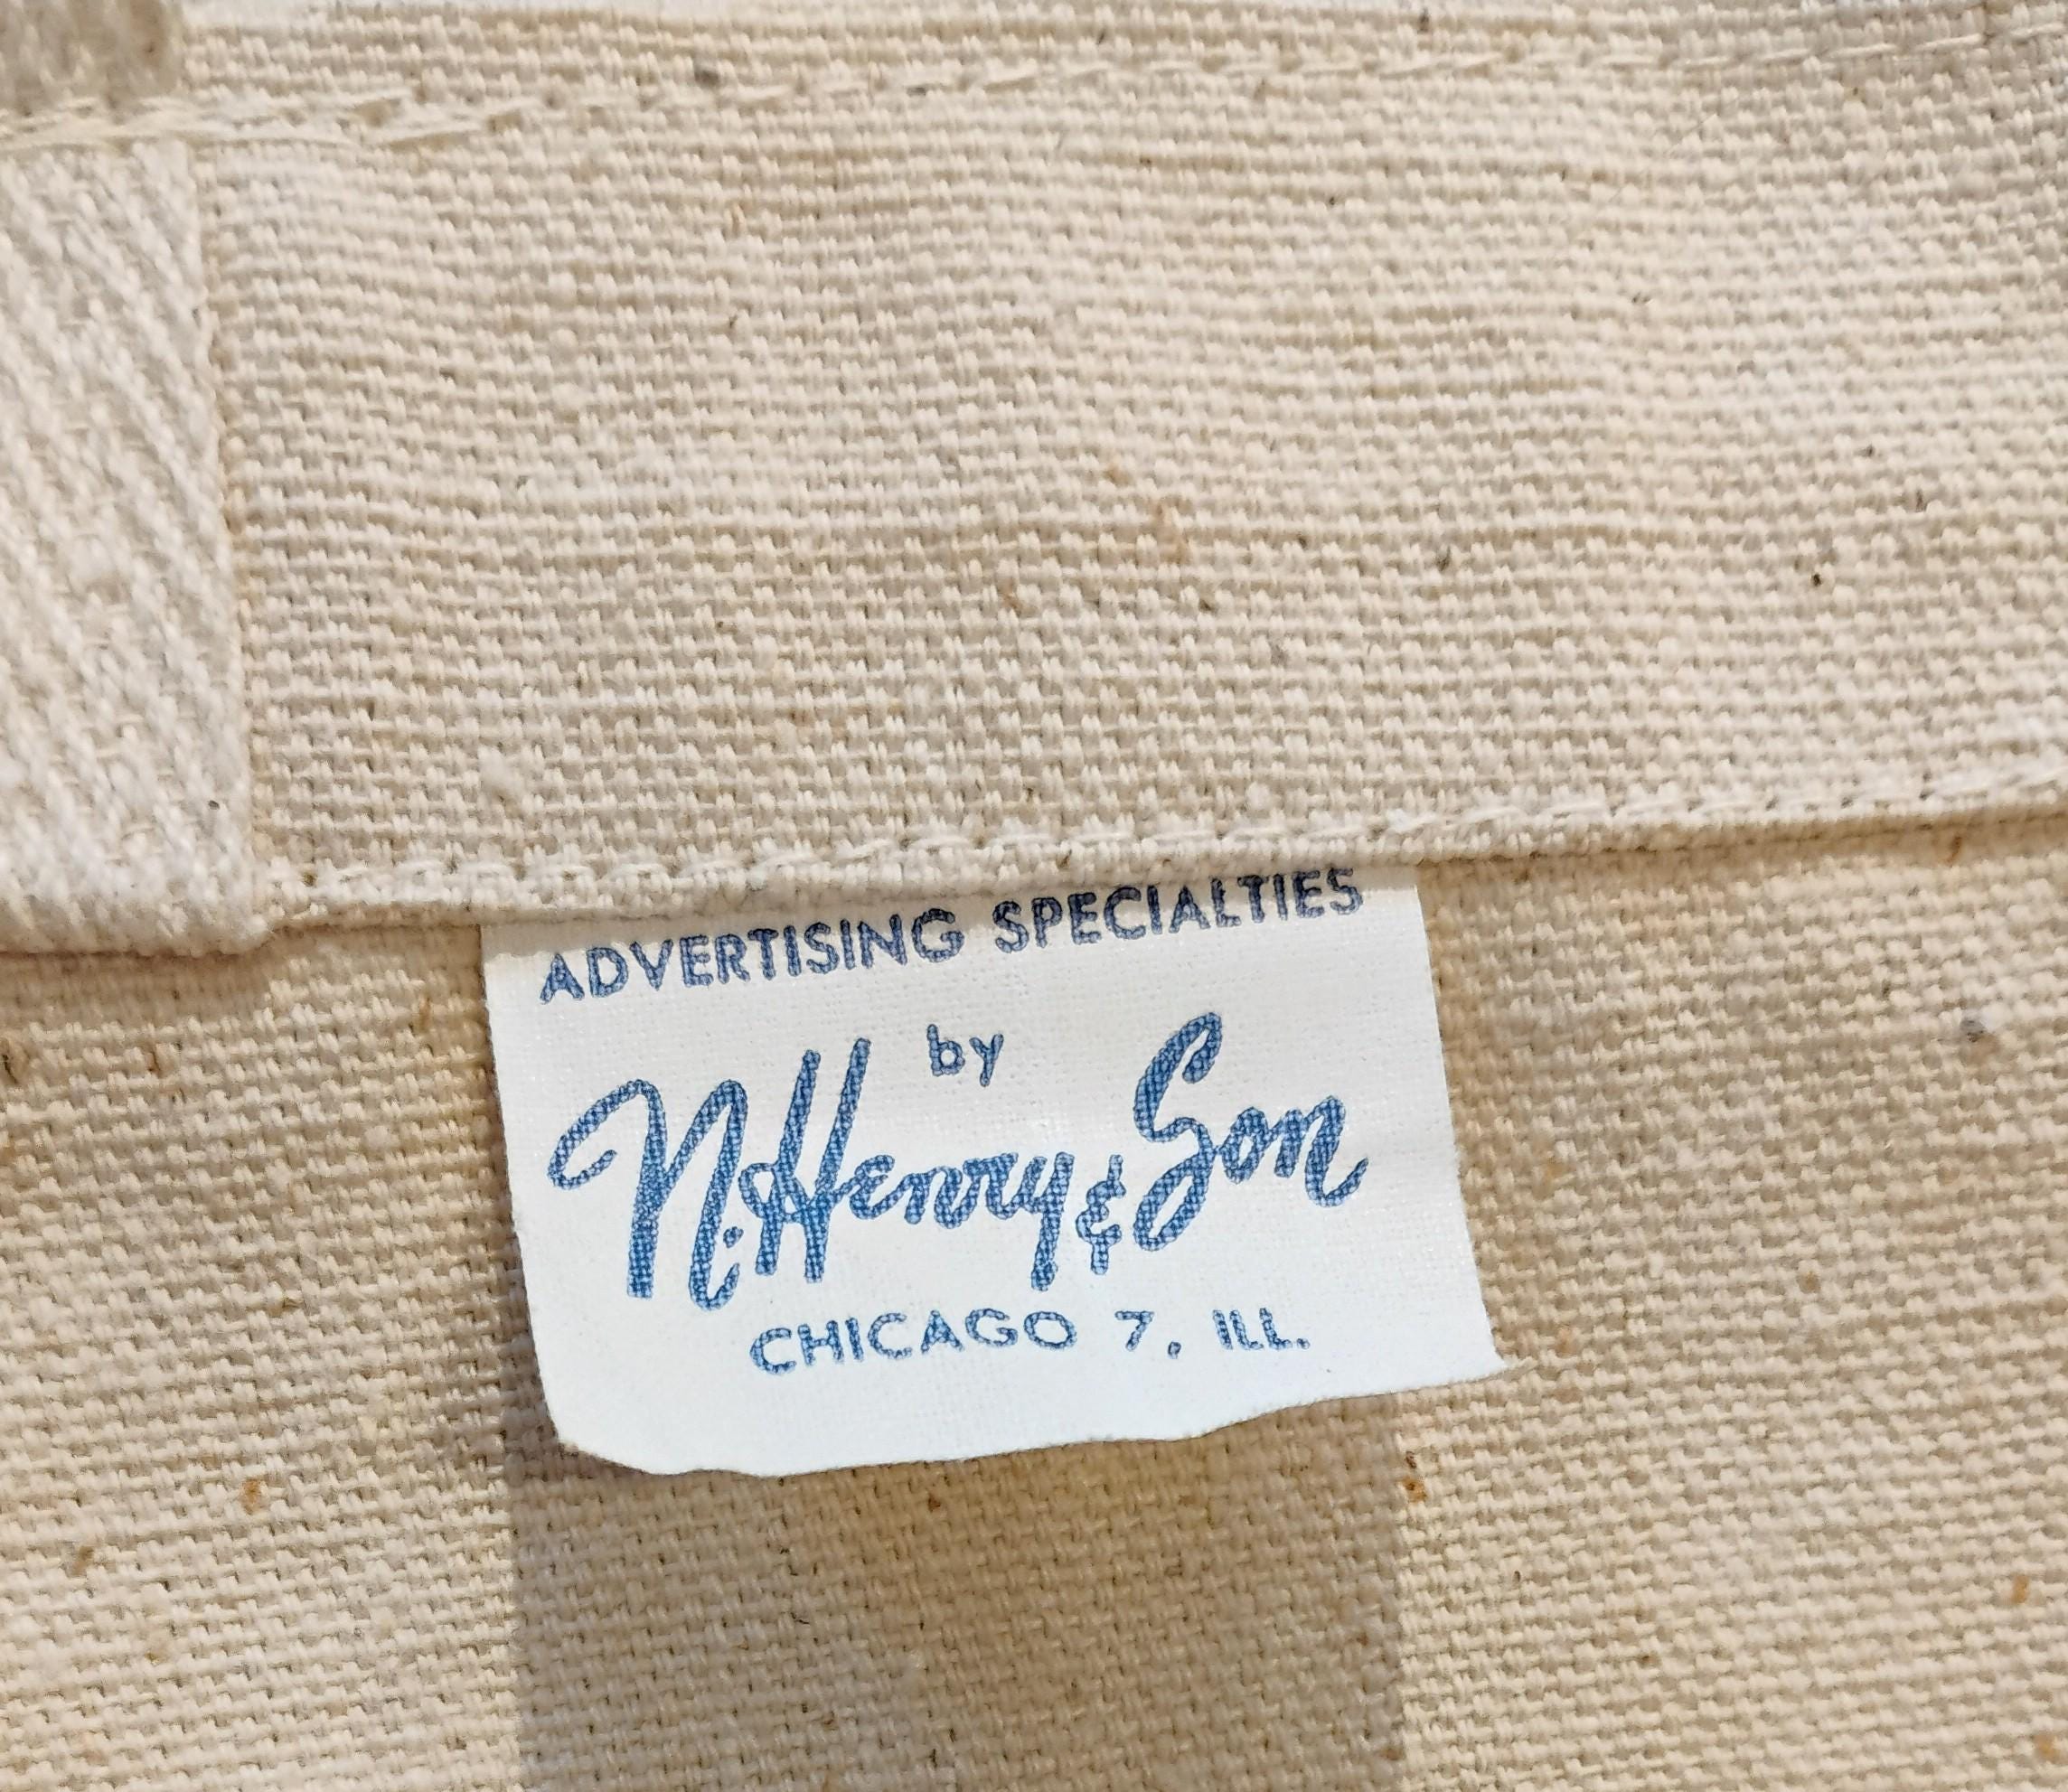 ADVERTISING SPECIALTIES
by
N. Henry & Son
CHICAGO 7, ILL.